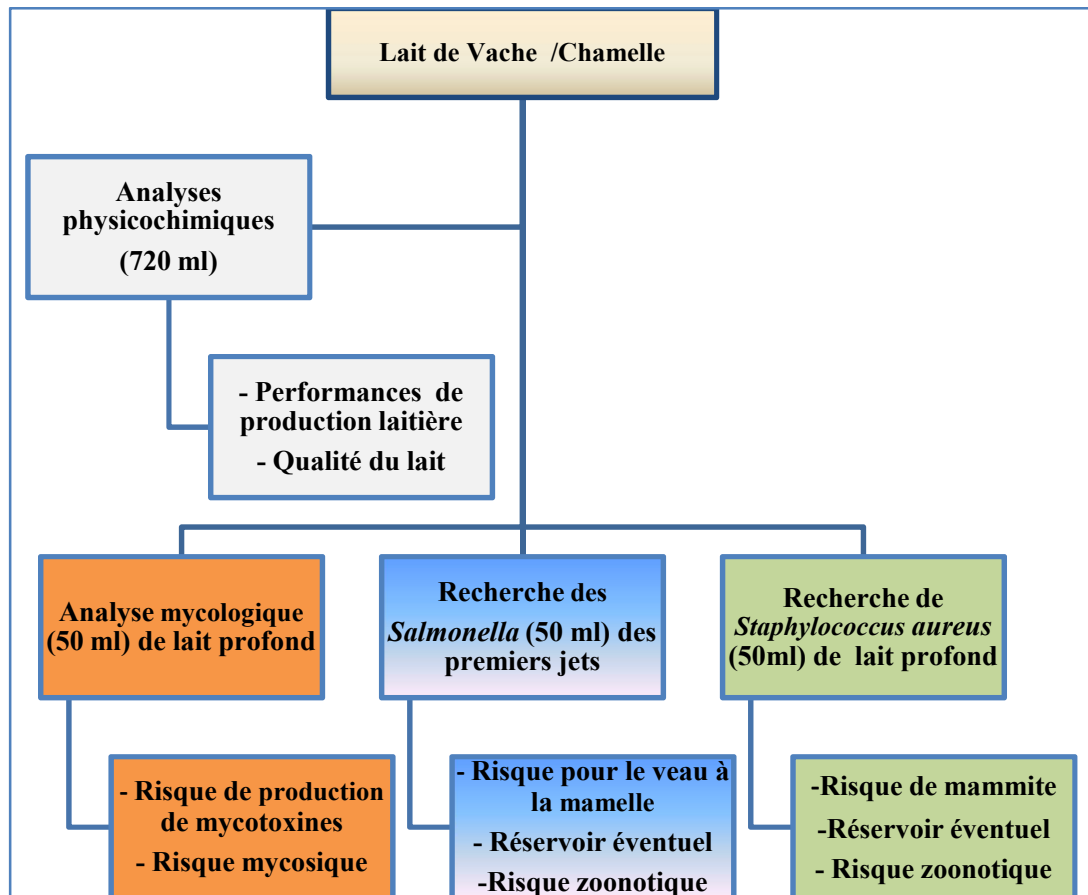 Lait de Vache /Chamelle
Analyses
physicochimiques
(720 ml)
- Performances de
production laitière
- Qualité du lait
Analyse mycologique
(50 ml) de lait profond
Recherche des
Salmonella (50 ml) des
premiers jets
Recherche de
Staphylococcus aureus
(50ml) de lait profond
- Risque de production
de mycotoxines
- Risque mycosique
- Risque pour le veau à
la mamelle
- Réservoir éventuel
-Risque zoonotique
-Risque de mammite
-Réservoir éventuel
- Risque zoonotique